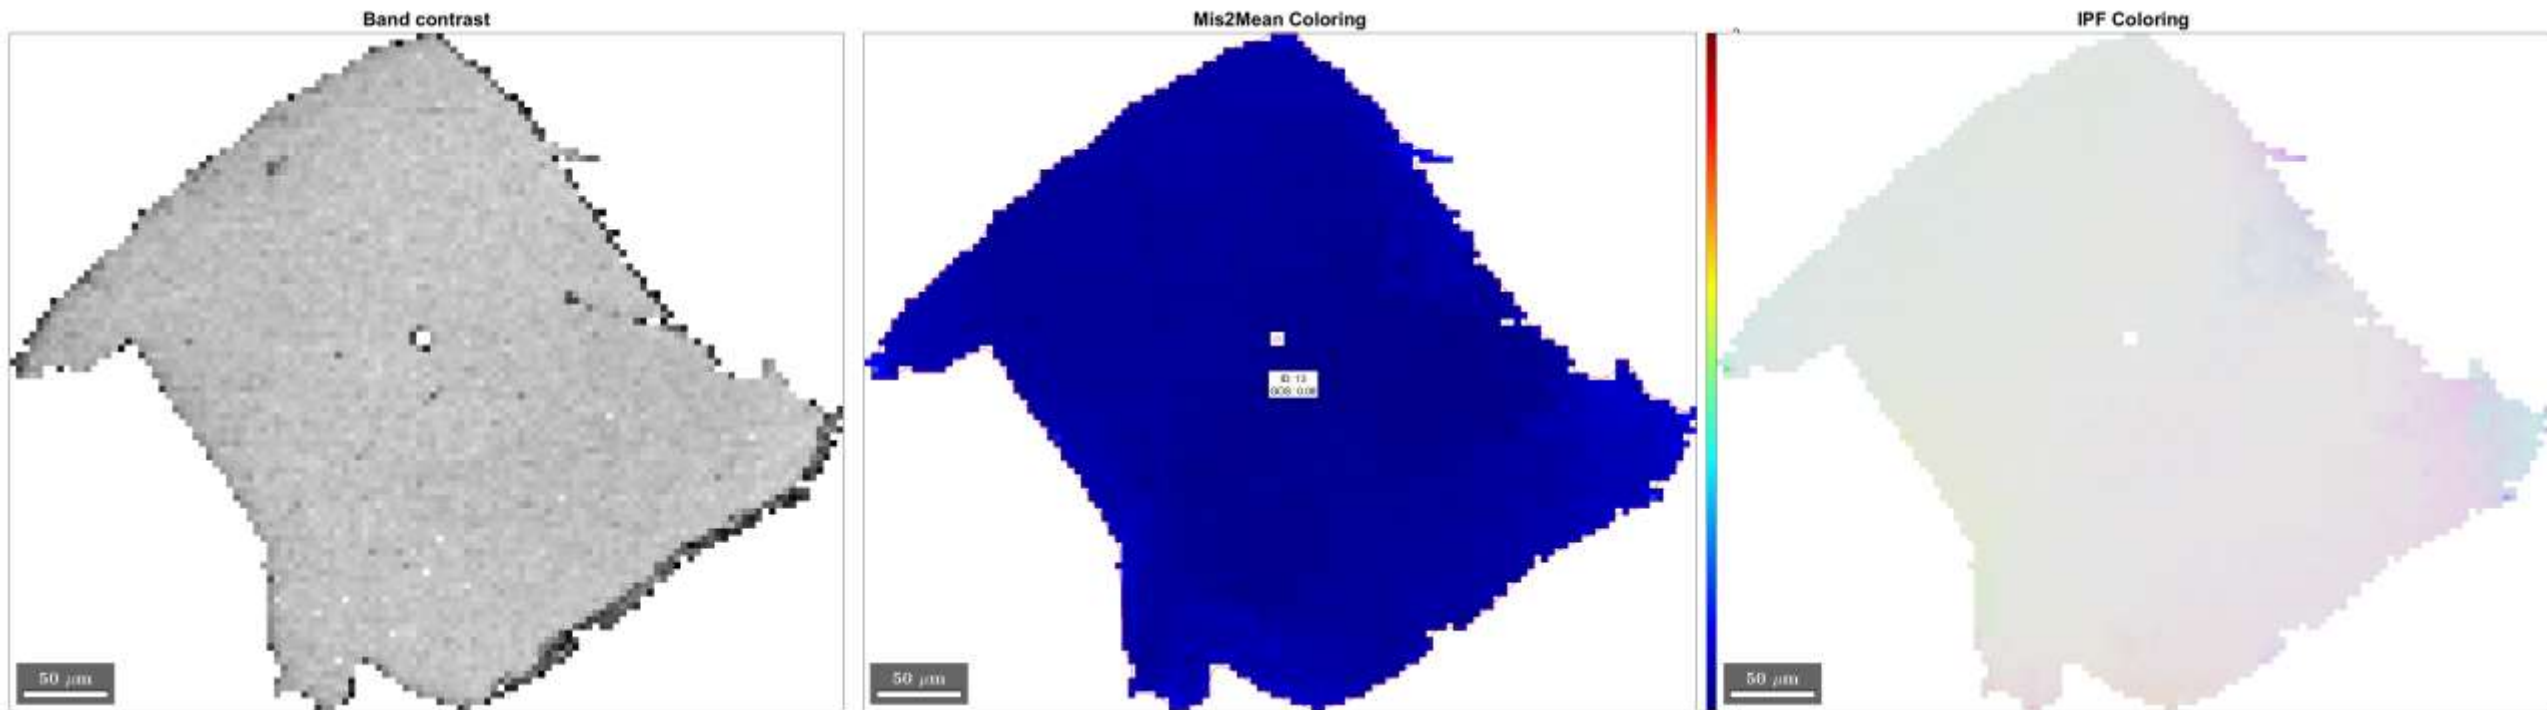 Band contrast
Mis2Mean Coloring
IPF Coloring
50 μm
50 μm
50 μm